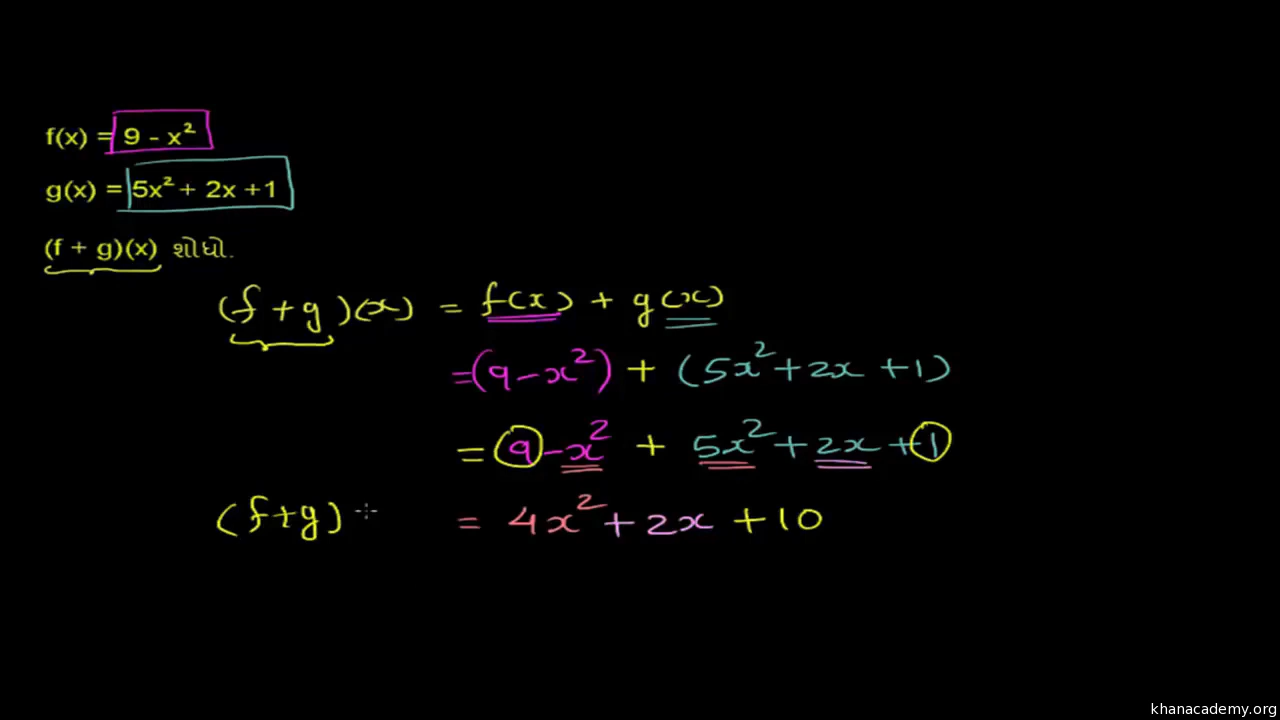 f(x) = 9 - x²
g(x) = 5x² + 2x +1
(f + g)(x) શોધો.
(f + g)(x) = f(x) + g(x)
= (9 - x²) + (5x² + 2x + 1)
= 9 - x² + 5x² + 2x + 1
(f+g) = 4x² + 2x + 10
khanacademy.org